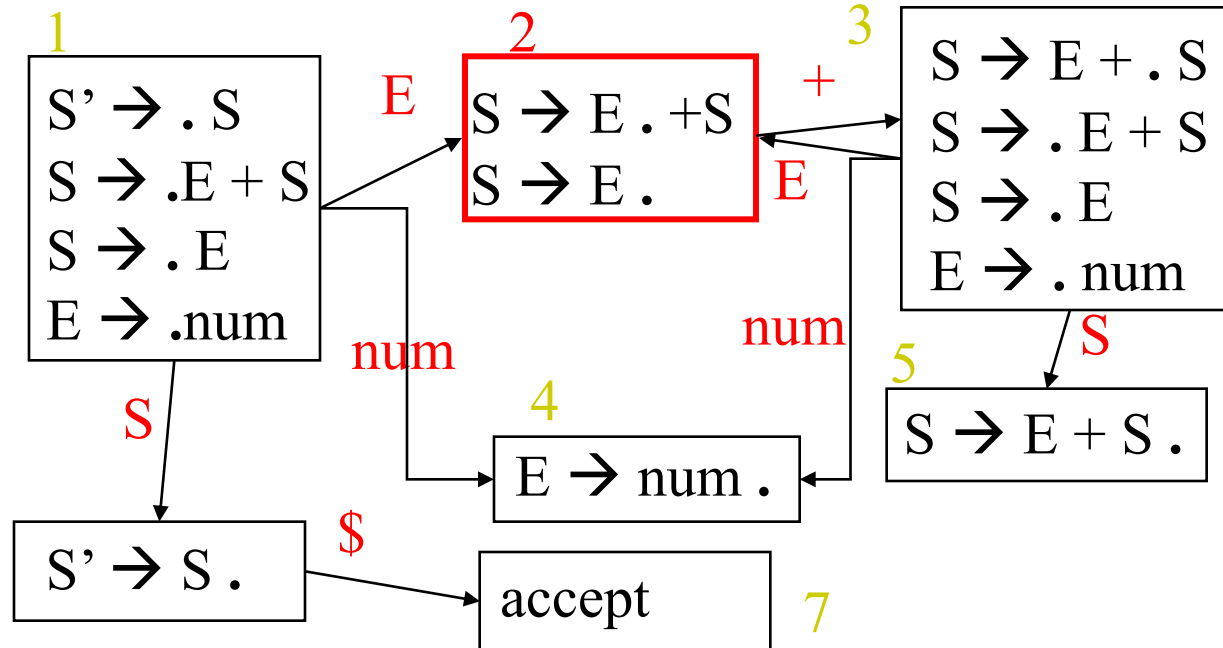 1
S' → . S
S → .E + S
S → . E
E → .num
E
2
S → E . +S
S → E .
+
E
3
S → E + . S
S → . E + S
S → . E
E → . num
num
num
S
5
S → E + S .
S
4
E → num .
S' → S .
$
accept
7